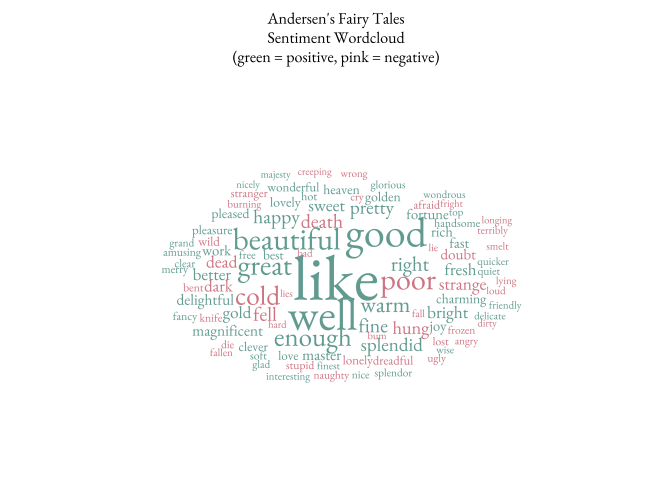 Andersen's Fairy Tales
Sentiment Wordcloud
(green = positive, pink = negative)
majesty creeping wrong
nicely wonderful heaven glorious
stranger lovely hot cry golden wondrous
burning sweet pretty afraid fright
pleased happy death fortune top
pleasure handsome longing
grand wild beautiful good rich terribly
amusing work free best bad lie fast smelt
clear dead great right doubt quicker
merry better like fresh quiet
bent dark cold lies poor strange lying
loud
delightful warm charming friendly
fancy knife gold fell well fall bright delicate
magnificent hard fine hung joy frozen dirty
enough burn lost angry
die clever splendid wise
fallen soft love master lonely dreadful ugly
glad stupid finest
interesting naughty nice splendor